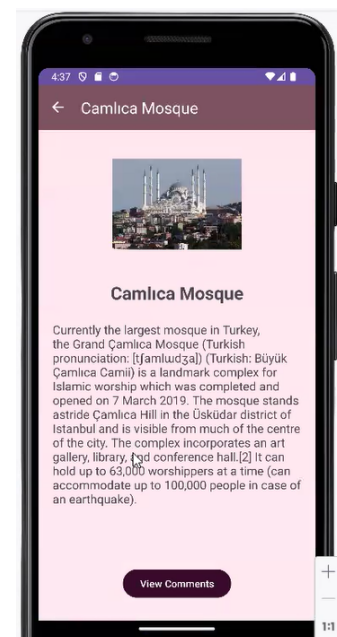 4:37
Camlıca Mosque
Camlıca Mosque
Currently the largest mosque in Turkey,
the Grand Çamlıca Mosque (Turkish
pronunciation: [tʃamlɯdʒa]) (Turkish: Büyük
Çamlıca Camii) is a landmark complex for
Islamic worship which was completed and
opened on 7 March 2019. The mosque stands
astride Çamlıca Hill in the Üsküdar district of
Istanbul and is visible from much of the centre
of the city. The complex incorporates an art
gallery, library, and conference hall.[2] It can
hold up to 63,000 worshippers at a time (can
accommodate up to 100,000 people in case of
an earthquake).
View Comments
1:1